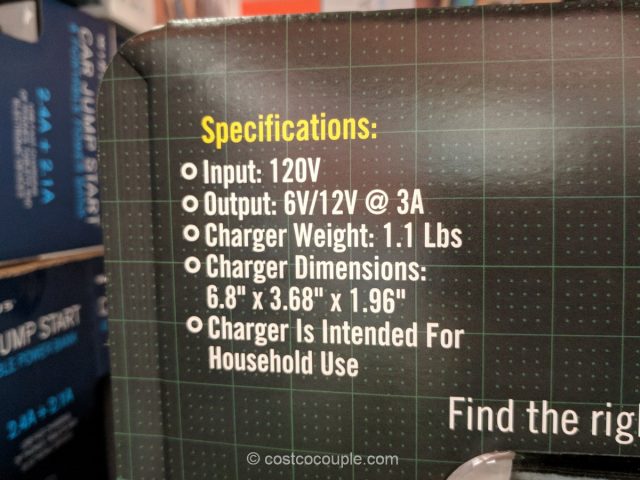 Specifications:
Input: 120V
Output: 6V/12V @ 3A
Charger Weight: 1.1 Lbs
Charger Dimensions:
6.8" x 3.68" x 1.96"
Charger Is Intended For
Household Use
Find the
CAR JUMP START
2.4A + 2.1A
JUMP START
2.4A + 2.1A
© costcocouple.com